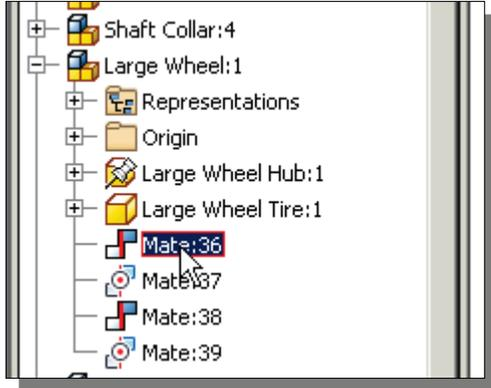 Shaft Collar:4
Large Wheel:1
Representations
Origin
Large Wheel Hub:1
Large Wheel Tire:1
Mate:36
Mate:37
Mate:38
Mate:39